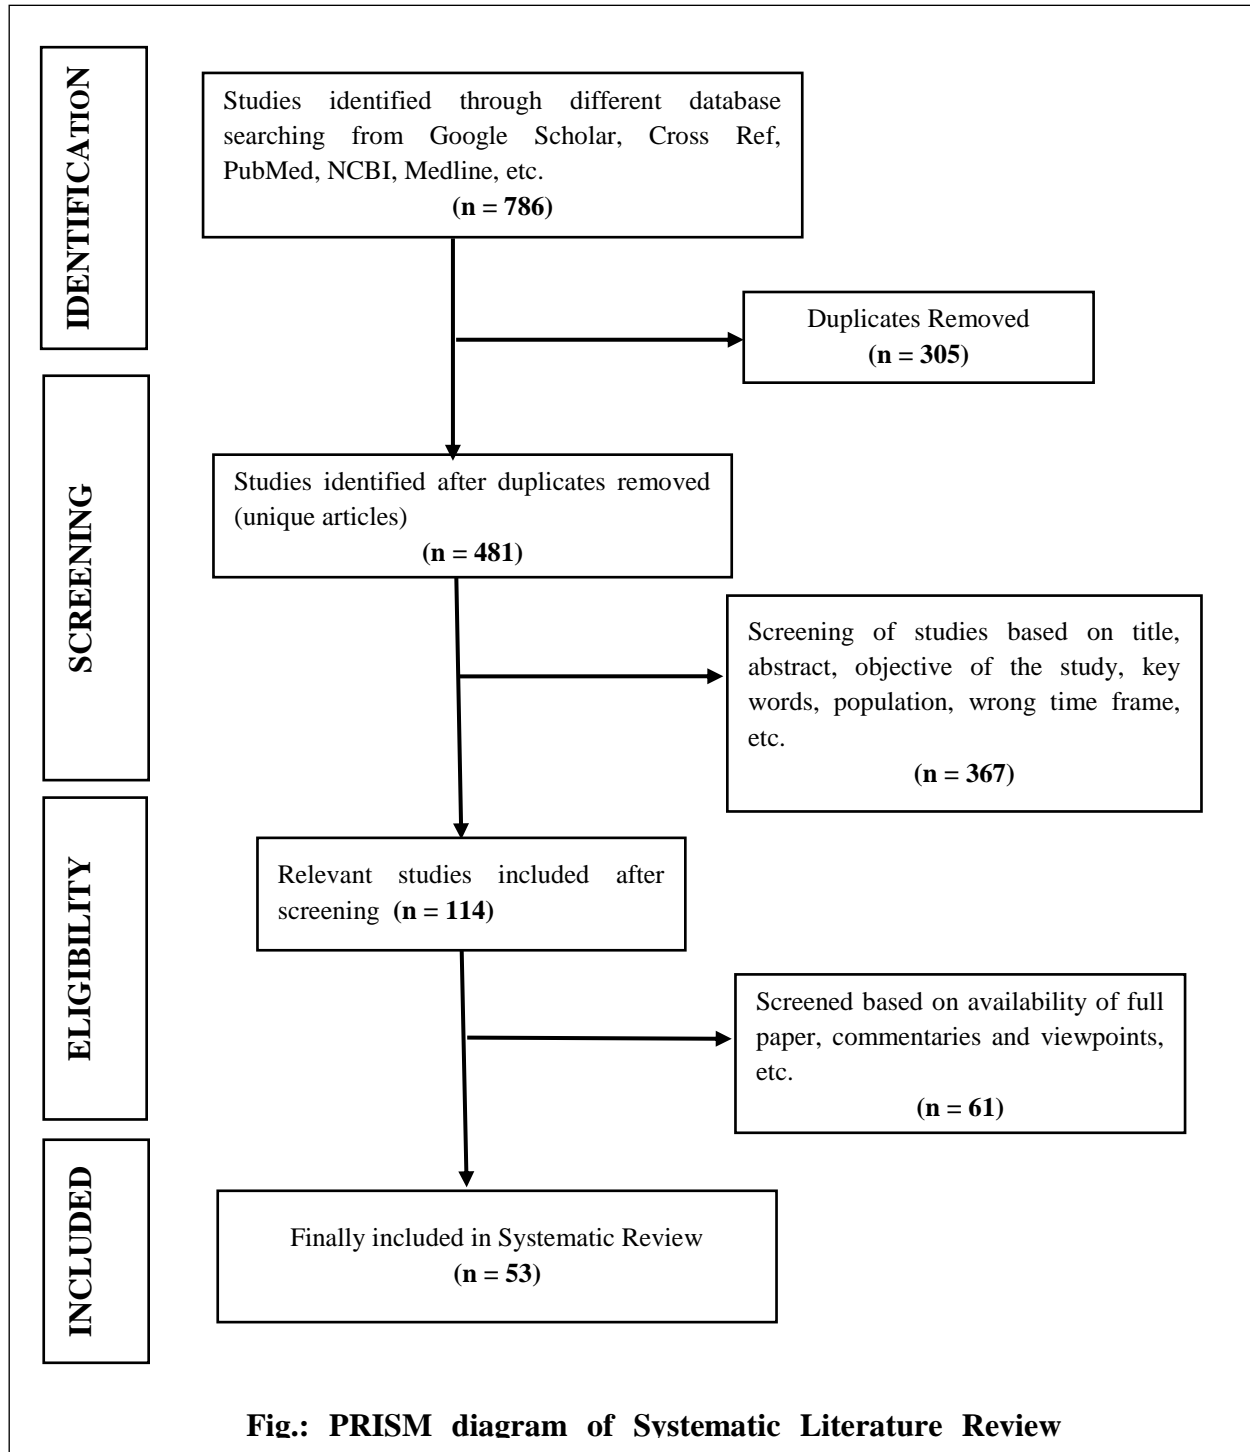 IDENTIFICATION
Studies identified through different database
searching from Google Scholar, Cross Ref,
PubMed, NCBI, Medline, etc.
(n = 786)
Duplicates Removed
(n = 305)
SCREENING
Studies identified after duplicates removed
(unique articles)
(n = 481)
Screening of studies based on title,
abstract, objective of the study, key
words, population, wrong time frame,
etc.
(n = 367)
ELIGIBILITY
Relevant studies included after
screening (n = 114)
Screened based on availability of full
paper, commentaries and viewpoints,
etc.
(n = 61)
INCLUDED
Finally included in Systematic Review
(n = 53)
Fig.: PRISM diagram of Systematic Literature Review